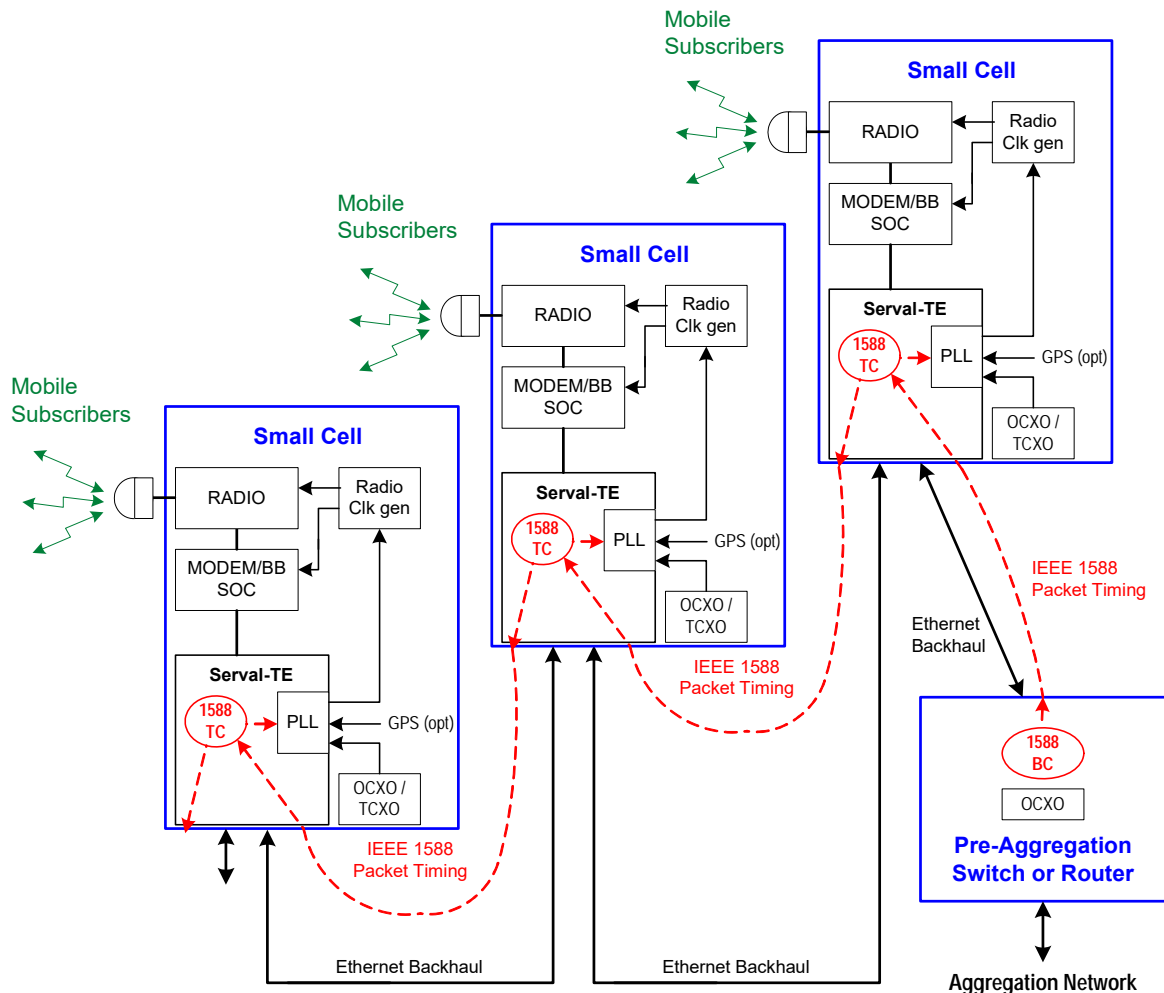 Mobile
Subscribers
Small Cell
RADIO
Radio
Clk gen
MODEM/BB
SOC
Serval-TE
1588
TC
PLL
GPS (opt)
OCXO /
TCXO
Mobile
Subscribers
Small Cell
RADIO
Radio
Clk gen
MODEM/BB
SOC
Serval-TE
1588
TC
PLL
GPS (opt)
OCXO /
TCXO
IEEE 1588
Packet Timing
Mobile
Subscribers
Small Cell
RADIO
Radio
Clk gen
MODEM/BB
SOC
Serval-TE
1588
TC
PLL
GPS (opt)
OCXO /
TCXO
IEEE 1588
Packet Timing
IEEE 1588
Packet Timing
Ethernet
Backhaul
1588
BC
OCXO
Pre-Aggregation
Switch or Router
Ethernet Backhaul
Ethernet Backhaul
Aggregation Network